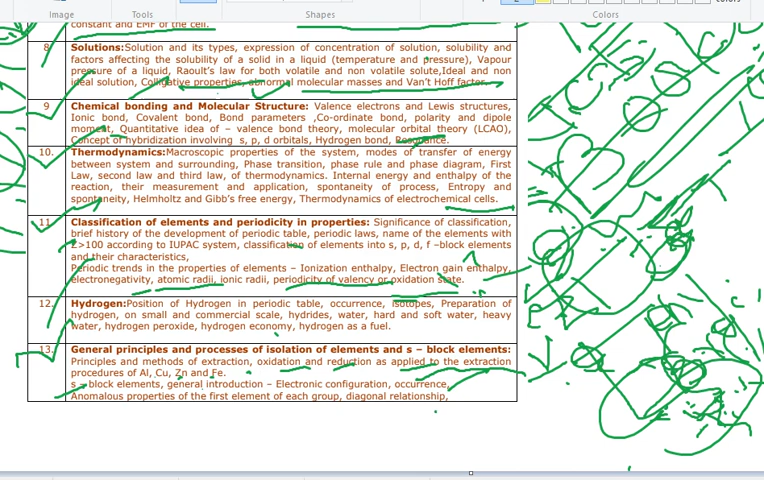 Image
Tools
Shapes
Colors
constant and EMF of the cell.
8
Solutions:Solution and its types, expression of concentration of solution, solubility and
factors affecting the solubility of a solid in a liquid (temperature and pressure), Vapour
pressure of a liquid, Raoult's law for both volatile and non volatile solute,Ideal and non
ideal solution, Colligative properties, abnormal molecular masses and Van't Hoff factor.
9
Chemical bonding and Molecular Structure: Valence electrons and Lewis structures,
Ionic bond, Covalent bond, Bond parameters ,Co-ordinate bond, polarity and dipole
moment, Quantitative idea of – valence bond theory, molecular orbital theory (LCAO),
Concept of hybridization involving s, p, d orbitals, Hydrogen bond, Resonance.
10.
Thermodynamics:Macroscopic properties of the system, modes of transfer of energy
between system and surrounding, Phase transition, phase rule and phase diagram, First
Law, second law and third law, of thermodynamics. Internal energy and enthalpy of the
reaction, their measurement and application, spontaneity of process, Entropy and
spontaneity, Helmholtz and Gibb's free energy, Thermodynamics of electrochemical cells.
11
Classification of elements and periodicity in properties: Significance of classification,
brief history of the development of periodic table, periodic laws, name of the elements with
Z>100 according to IUPAC system, classification of elements into s, p, d, f –block elements
and their characteristics,
Periodic trends in the properties of elements – Ionization enthalpy, Electron gain enthalpy,
electronegativity, atomic radii, ionic radii, periodicity of valency or oxidation state.
12.
Hydrogen:Position of Hydrogen in periodic table, occurrence, isotopes, Preparation of
hydrogen, on small and commercial scale, hydrides, water, hard and soft water, heavy
water, hydrogen peroxide, hydrogen economy, hydrogen as a fuel.
13.
General principles and processes of isolation of elements and s – block elements:
Principles and methods of extraction, oxidation and reduction as applied to the extraction
procedures of Al, Cu, Zn and Fe.
s – block elements, general introduction – Electronic configuration, occurrence,
Anomalous properties of the first element of each group, diagonal relationship,